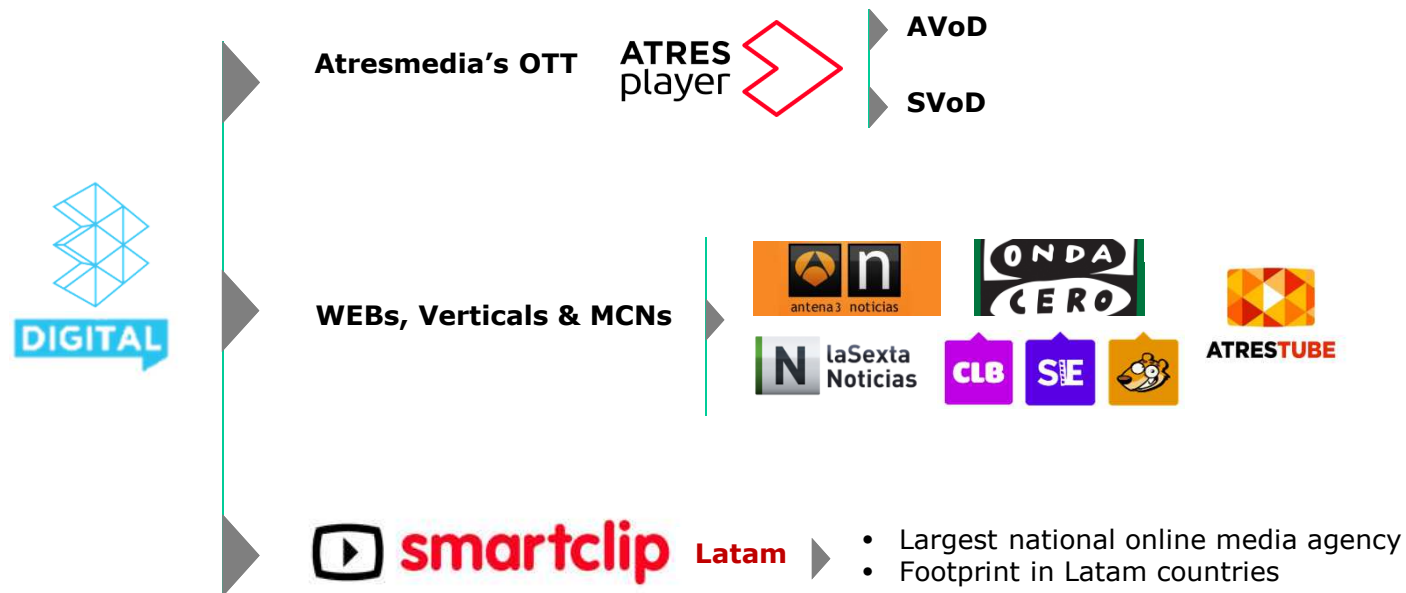 DIGITAL
Atresmedia's OTT
ATRES
player
AVoD
SVoD
WEBs, Verticals & MCNs
n
antena3 noticias
ONDA
CERO
N laSexta
Noticias
CLB
ATRESTUBE
smartclip Latam
• Largest national online media agency
• Footprint in Latam countries